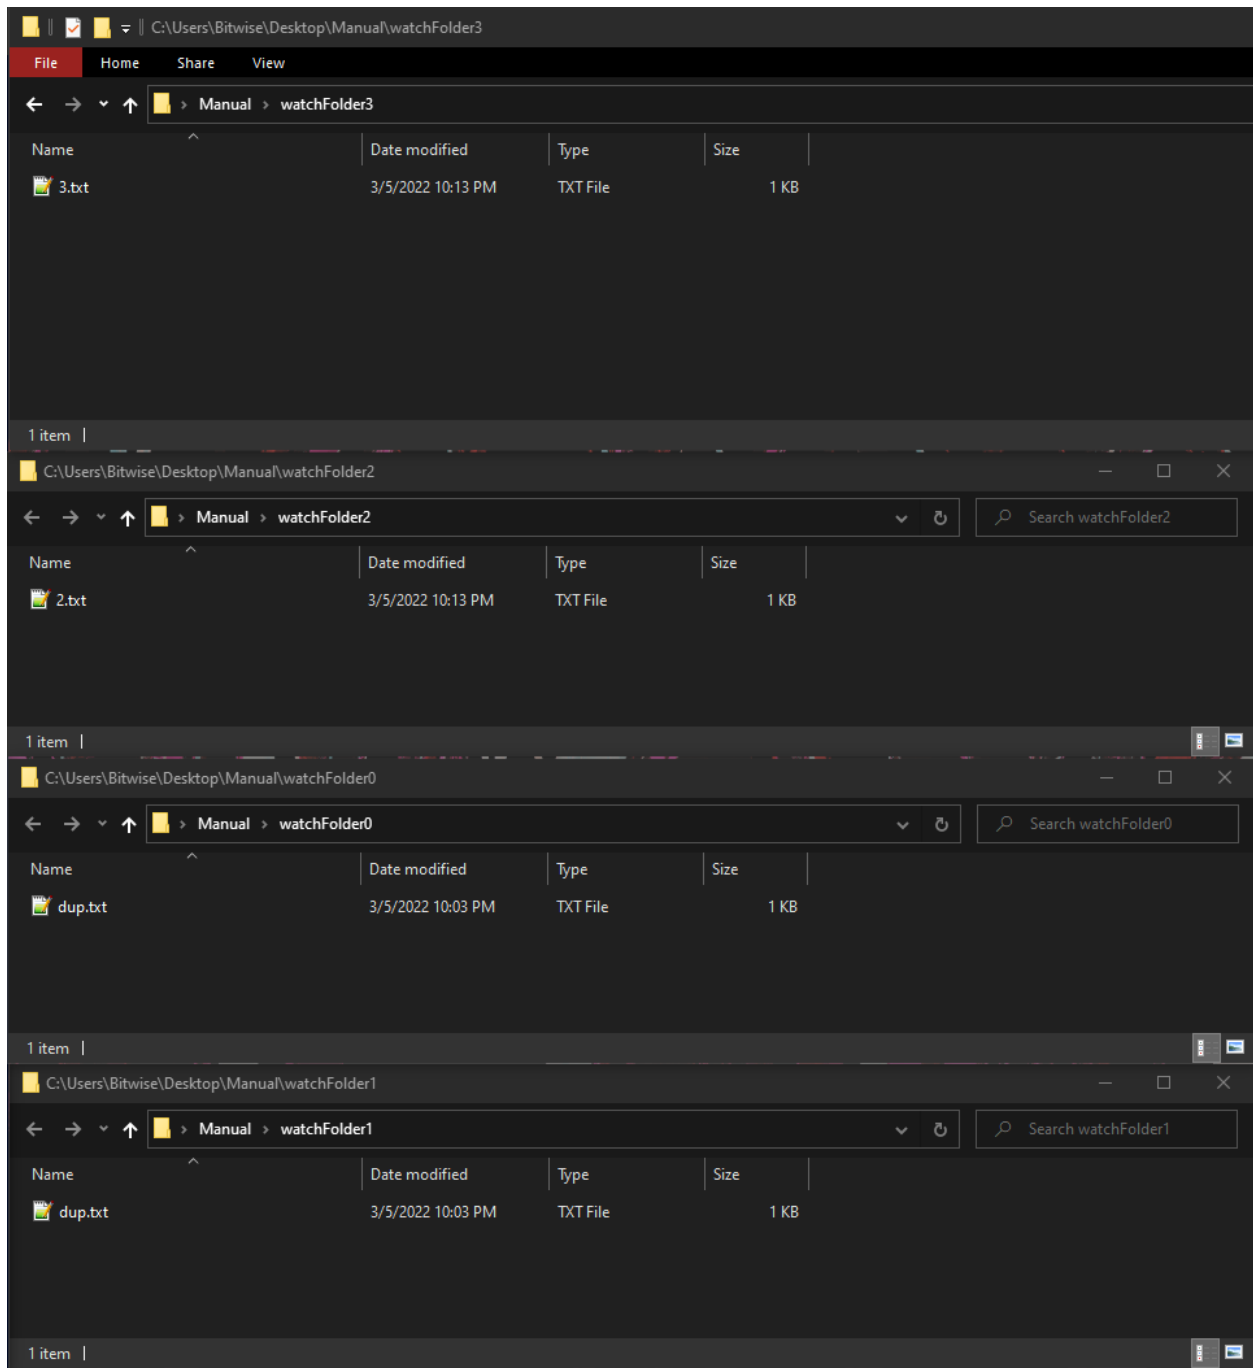 C:\Users\Bitwise\Desktop\Manual\watchFolder3
File Home Share View
Manual > watchFolder3
Name Date modified Type Size
3.txt 3/5/2022 10:13 PM TXT File 1 KB
1 item
C:\Users\Bitwise\Desktop\Manual\watchFolder2
Manual > watchFolder2 Search watchFolder2
Name Date modified Type Size
2.txt 3/5/2022 10:13 PM TXT File 1 KB
1 item
C:\Users\Bitwise\Desktop\Manual\watchFolder0
Manual > watchFolder0 Search watchFolder0
Name Date modified Type Size
dup.txt 3/5/2022 10:03 PM TXT File 1 KB
1 item
C:\Users\Bitwise\Desktop\Manual\watchFolder1
Manual > watchFolder1 Search watchFolder1
Name Date modified Type Size
dup.txt 3/5/2022 10:03 PM TXT File 1 KB
1 item